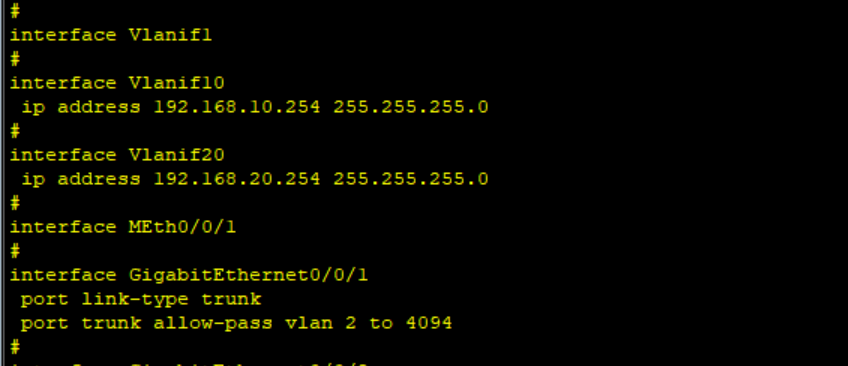 #
interface Vlanif1
#
interface Vlanif10
 ip address 192.168.10.254 255.255.255.0
#
interface Vlanif20
 ip address 192.168.20.254 255.255.255.0
#
interface MEth0/0/1
#
interface GigabitEthernet0/0/1
 port link-type trunk
 port trunk allow-pass vlan 2 to 4094
#